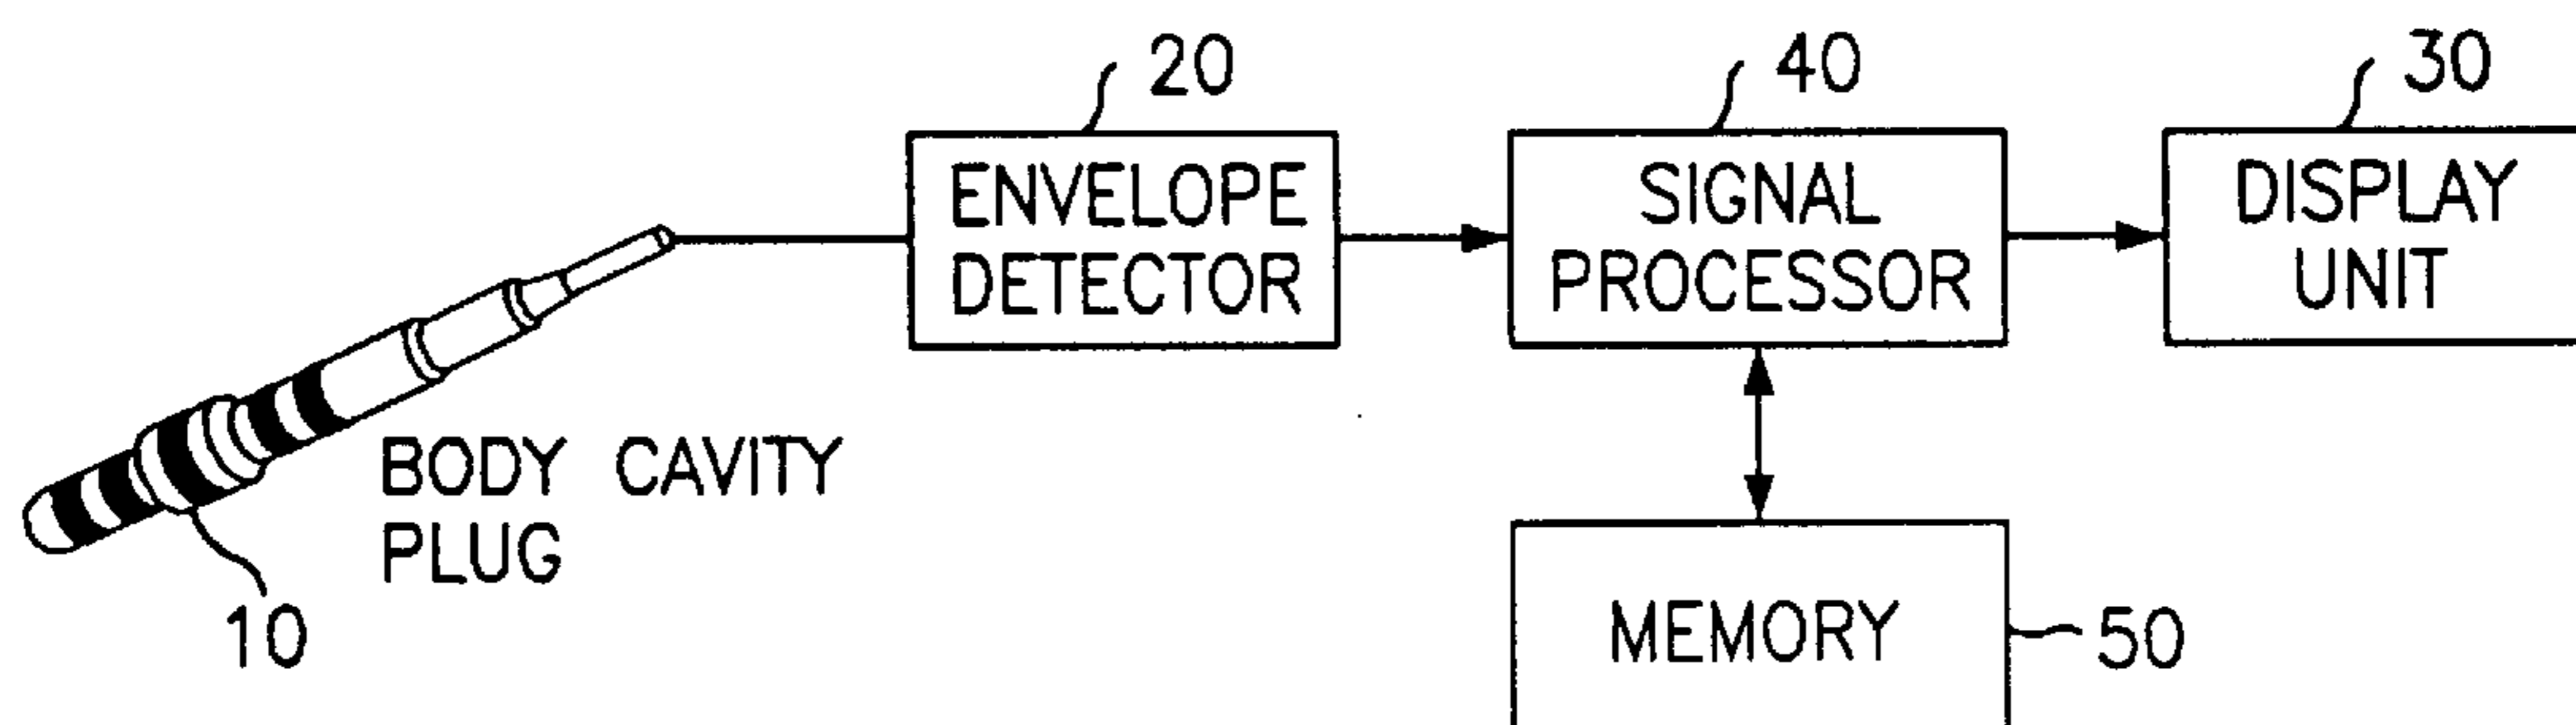 20
40
30
ENVELOPE
DETECTOR
SIGNAL
PROCESSOR
DISPLAY
UNIT
BODY CAVITY
PLUG
10
MEMORY
50